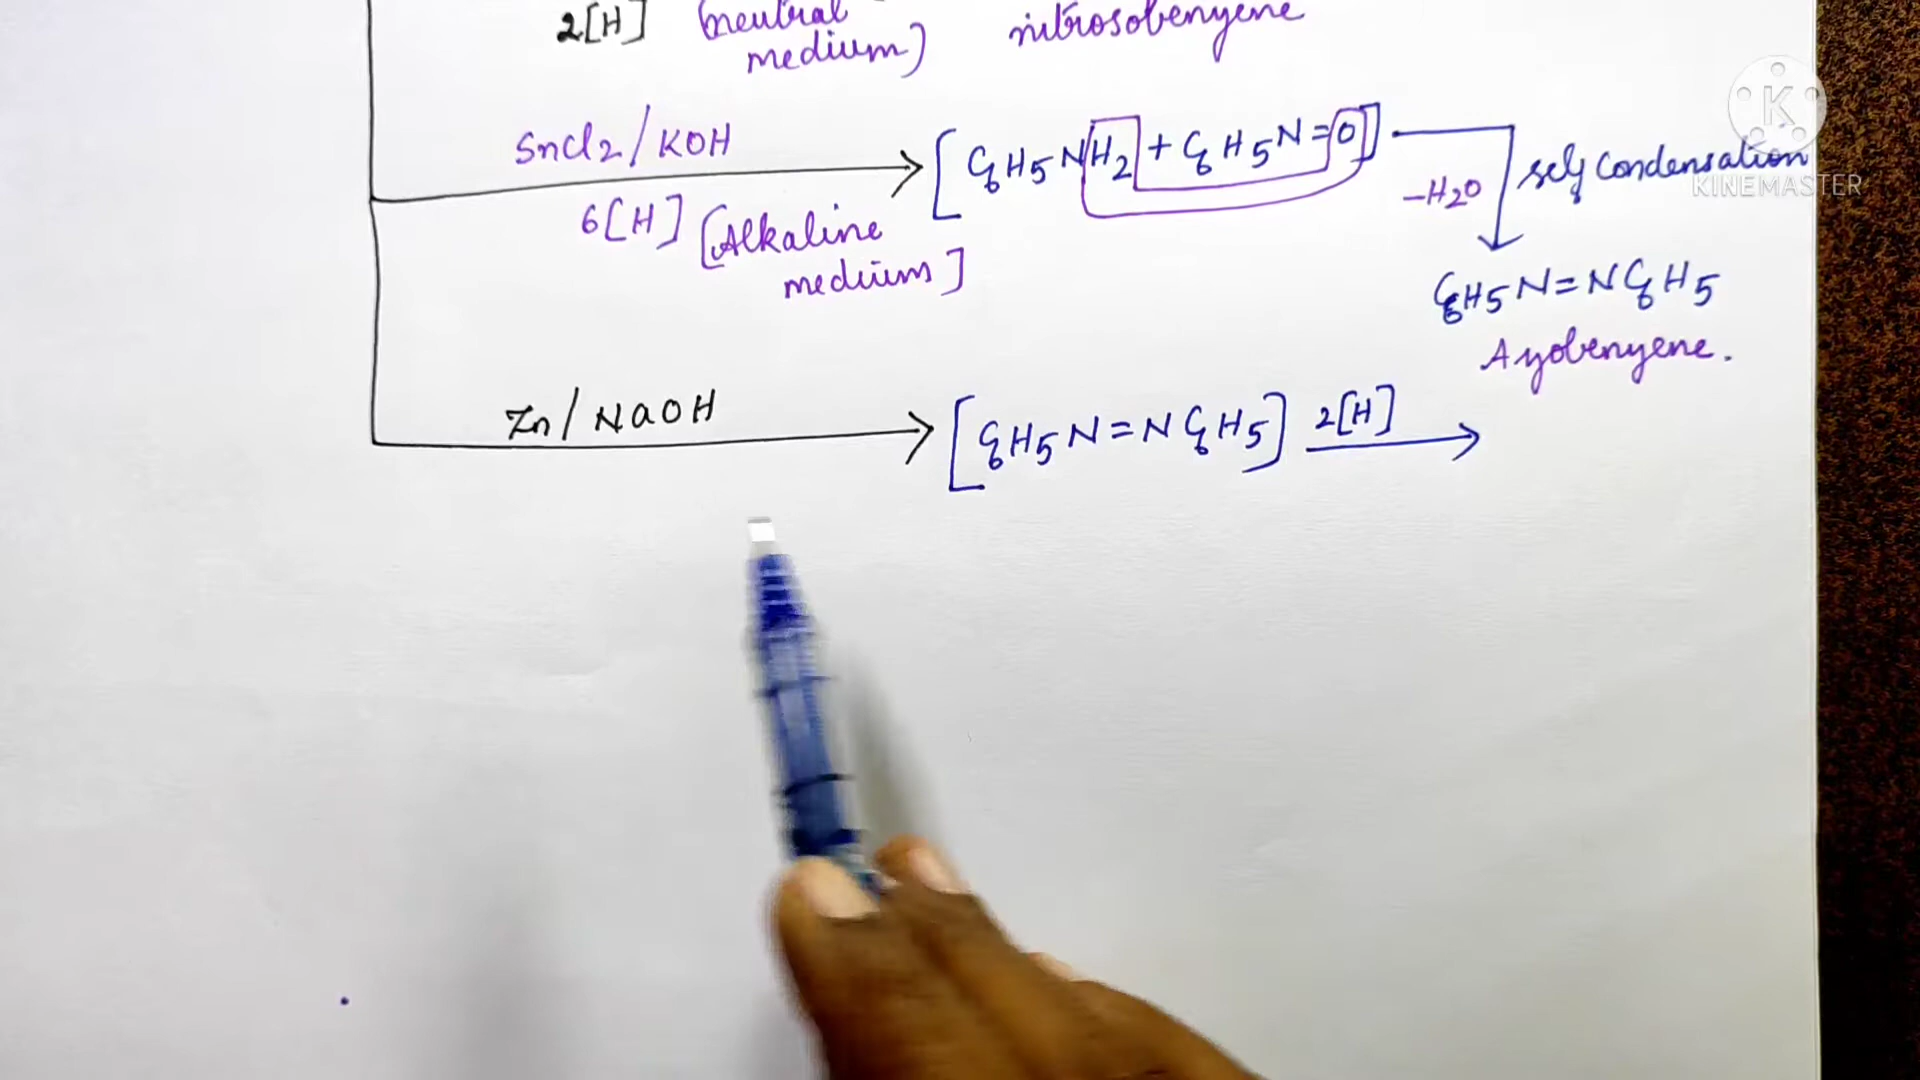 2[H] (neutral medium) nitrosobenzene
SnCl2/KOH
[C6H5NH2 + C6H5N=O]
6[H] [Alkaline medium]
-H2O
self Condensation
KINEMASTER
C6H5N=NC6H5
Azobenzene.
Zn/NaOH
[C6H5N=NC6H5] 2[H]